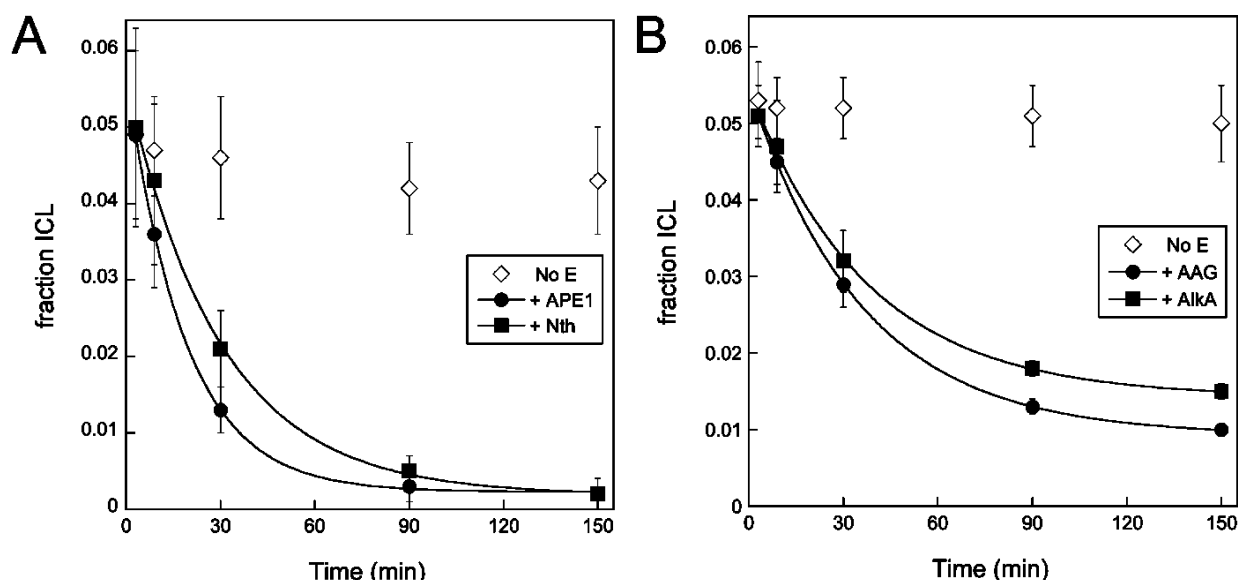 A
fraction ICL
0.06
0.05
0.04
0.03
0.02
0.01
0
0 30 60 90 120 150
Time (min)
No E
+ APE1
+ Nth
B
fraction ICL
0.06
0.05
0.04
0.03
0.02
0.01
0
0 30 60 90 120 150
Time (min)
No E
+ AAG
+ AlkA